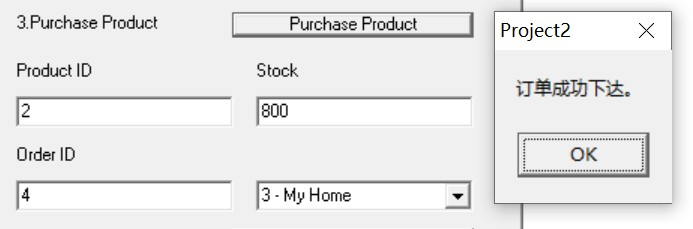 3.Purchase Product
Purchase Product
Product ID
Stock
2
800
Order ID
4
3 - My Home
Project2
订单成功下达。
OK